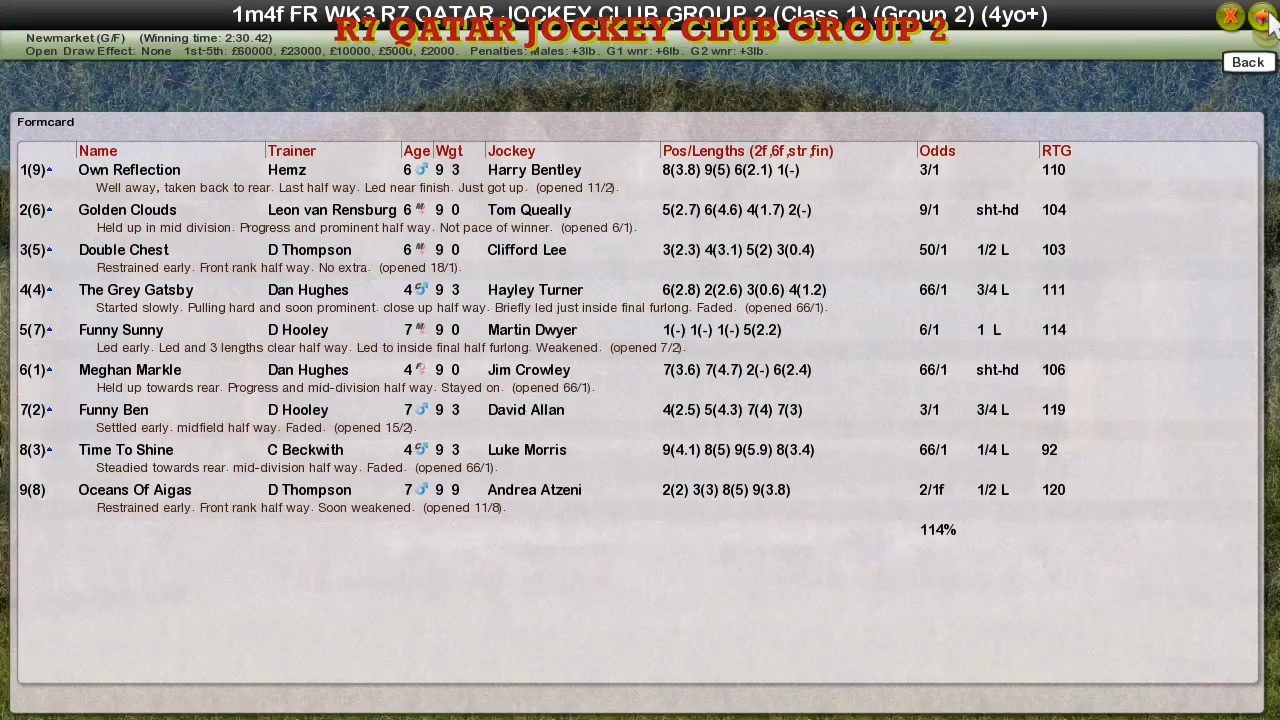 1m4f FR WK3 R7 QATAR JOCKEY CLUB GROUP 2 (Class 1) (Group 2) (4yo+)
R7 QATAR JOCKEY CLUB GROUP 2
Newmarket (G/F) (Winning time: 2:30.42)
Open Draw Effect: None 1st-5th: £60000, £23000, £10000, £5000, £2000. Penalties: Males: +3lb. G1 wnr: +6lb. G2 wnr: +3lb.
X
Back
Formcard
Name Trainer Age Wgt Jockey Pos/Lengths (2f,6f,str,fin) Odds RTG
1(9) Own Reflection Hemz 6 9 3 Harry Bentley 8(3.8) 9(5) 6(2.1) 1(-) 3/1 110
Well away, taken back to rear. Last half way. Led near finish. Just got up. (opened 11/2).
2(6) Golden Clouds Leon van Rensburg 6 9 0 Tom Queally 5(2.7) 6(4.6) 4(1.7) 2(-) 9/1 sht-hd 104
Held up in mid division. Progress and prominent half way. Not pace of winner. (opened 6/1).
3(5) Double Chest D Thompson 6 9 0 Clifford Lee 3(2.3) 4(3.1) 5(2) 3(0.4) 50/1 1/2 L 103
Restrained early. Front rank half way. No extra. (opened 18/1).
4(4) The Grey Gatsby Dan Hughes 4 9 3 Hayley Turner 6(2.8) 2(2.6) 3(0.6) 4(1.2) 66/1 3/4 L 111
Started slowly. Pulling hard and soon prominent. close up half way. Briefly led just inside final furlong. Faded. (opened 66/1).
5(7) Funny Sunny D Hooley 7 9 0 Martin Dwyer 1(-) 1(-) 1(-) 5(2.2) 6/1 1 L 114
Led early. Led and 3 lengths clear half way. Led to inside final half furlong. Weakened. (opened 7/2).
6(1) Meghan Markle Dan Hughes 4 9 0 Jim Crowley 7(3.6) 7(4.7) 2(-) 6(2.4) 66/1 sht-hd 106
Held up towards rear. Progress and mid-division half way. Stayed on. (opened 66/1).
7(2) Funny Ben D Hooley 7 9 3 David Allan 4(2.5) 5(4.3) 7(4) 7(3) 3/1 3/4 L 119
Settled early. midfield half way. Faded. (opened 15/2).
8(3) Time To Shine C Beckwith 4 9 3 Luke Morris 9(4.1) 8(5) 9(5.9) 8(3.4) 66/1 1/4 L 92
Steadied towards rear. mid-division half way. Faded. (opened 66/1).
9(8) Oceans Of Aigas D Thompson 7 9 9 Andrea Atzeni 2(2) 3(3) 8(5) 9(3.8) 2/1f 1/2 L 120
Restrained early. Front rank half way. Soon weakened. (opened 11/8).
114%